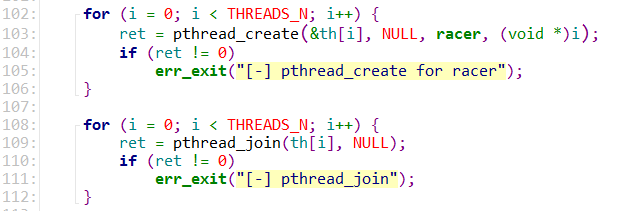 102: for (i = 0; i < THREADS_N; i++) {
103: ret = pthread_create(&th[i], NULL, racer, (void *)i);
104: if (ret != 0)
105: err_exit("[-] pthread_create for racer");
106: }
107:
108: for (i = 0; i < THREADS_N; i++) {
109: ret = pthread_join(th[i], NULL);
110: if (ret != 0)
111: err_exit("[-] pthread_join");
112: }